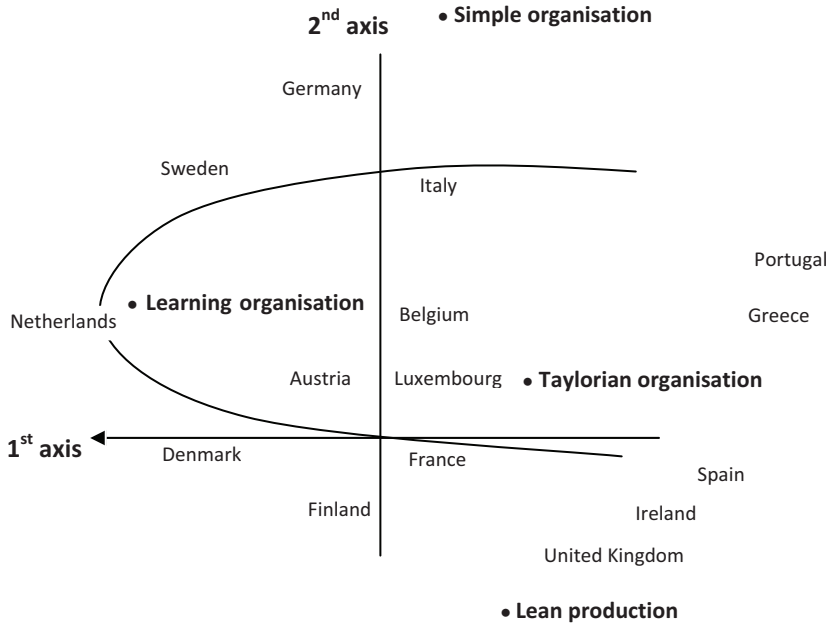 2nd axis
• Simple organisation
Germany
Sweden
Italy
Portugal
• Learning organisation
Netherlands
Belgium
Greece
Austria
Luxembourg
• Taylorian organisation
1st axis
Denmark
France
Spain
Finland
Ireland
United Kingdom
• Lean production